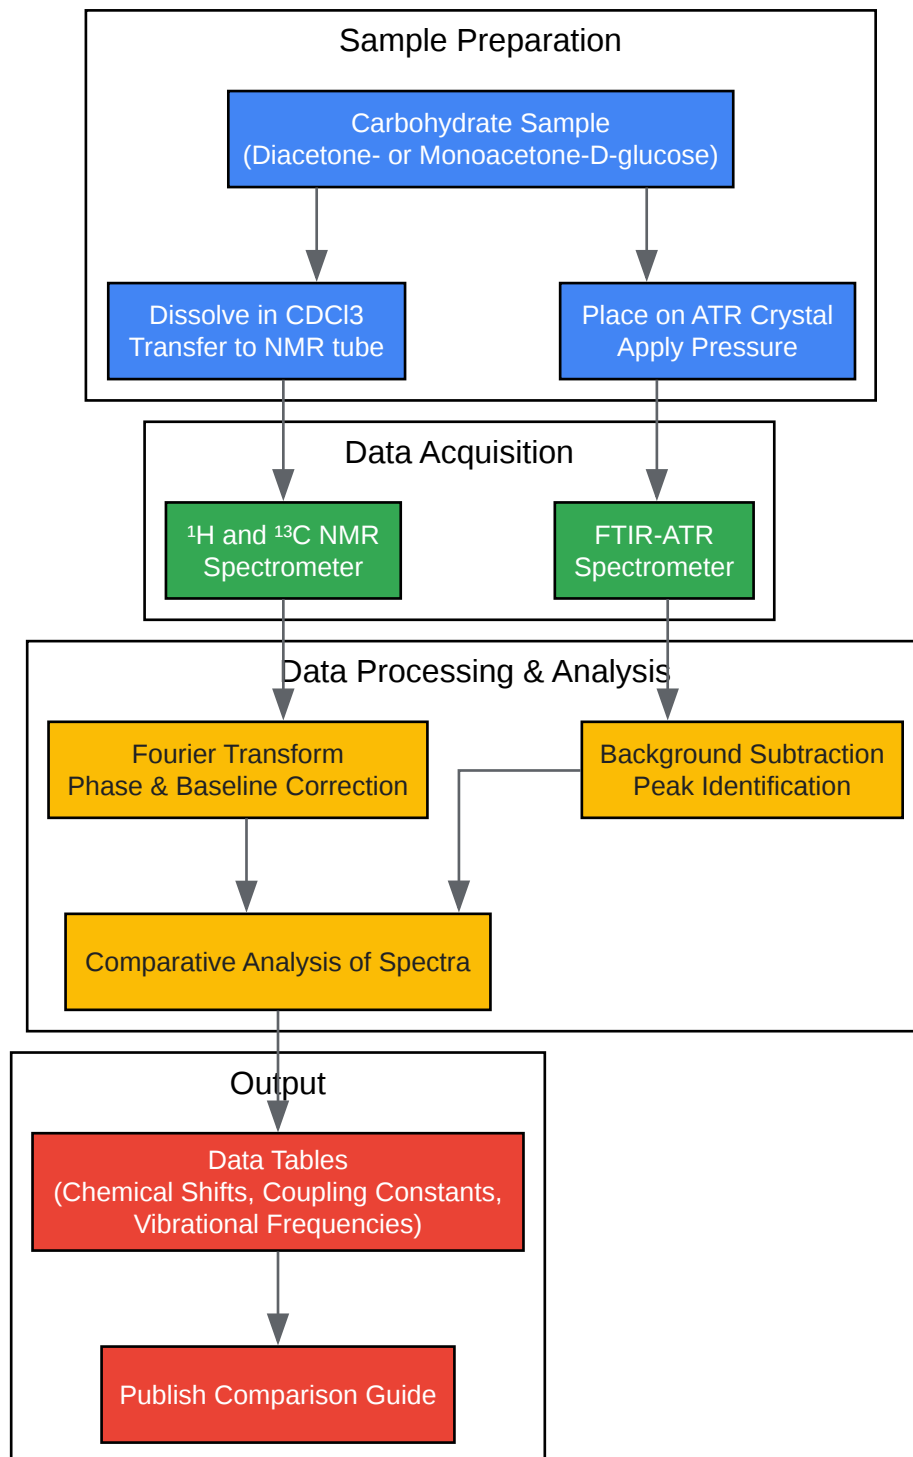 Sample Preparation
Carbohydrate Sample
(Diacetone- or Monoacetone-D-glucose)
Dissolve in CDCl3
Transfer to NMR tube
Place on ATR Crystal
Apply Pressure
Data Acquisition
¹H and ¹³C NMR
Spectrometer
FTIR-ATR
Spectrometer
Data Processing & Analysis
Fourier Transform
Phase & Baseline Correction
Background Subtraction
Peak Identification
Comparative Analysis of Spectra
Output
Data Tables
(Chemical Shifts, Coupling Constants,
Vibrational Frequencies)
Publish Comparison Guide